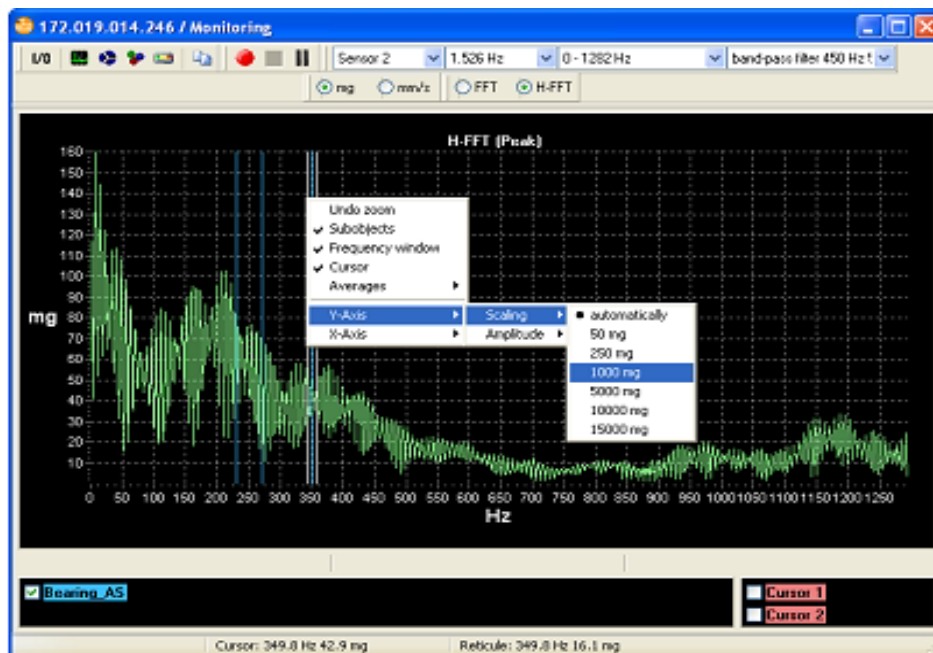 172.019.014.246 / Monitoring
I/O Sensor 2 1.526 Hz 0 - 1282 Hz band-pass filter 450 Hz
mg mm/s FFT H-FFT
H-FFT (Peak)
160
150
140
130
120
110
100
90
80
70
60
50
40
30
20
10
mg
Undo zoom
Subobjects
Frequency window
Cursor
Averages
Y-Axis
X-Axis
Scaling
Amplitude
automatically
50 mg
250 mg
1000 mg
5000 mg
10000 mg
15000 mg
0 50 100 150 200 250 300 350 400 450 500 550 600 650 700 750 800 850 900 950 1000 1050 1100 1150 1200 1250
Hz
Bearing_AS
Cursor 1
Cursor 2
Cursor: 349.8 Hz 42.9 mg Reticule: 349.8 Hz 16.1 mg